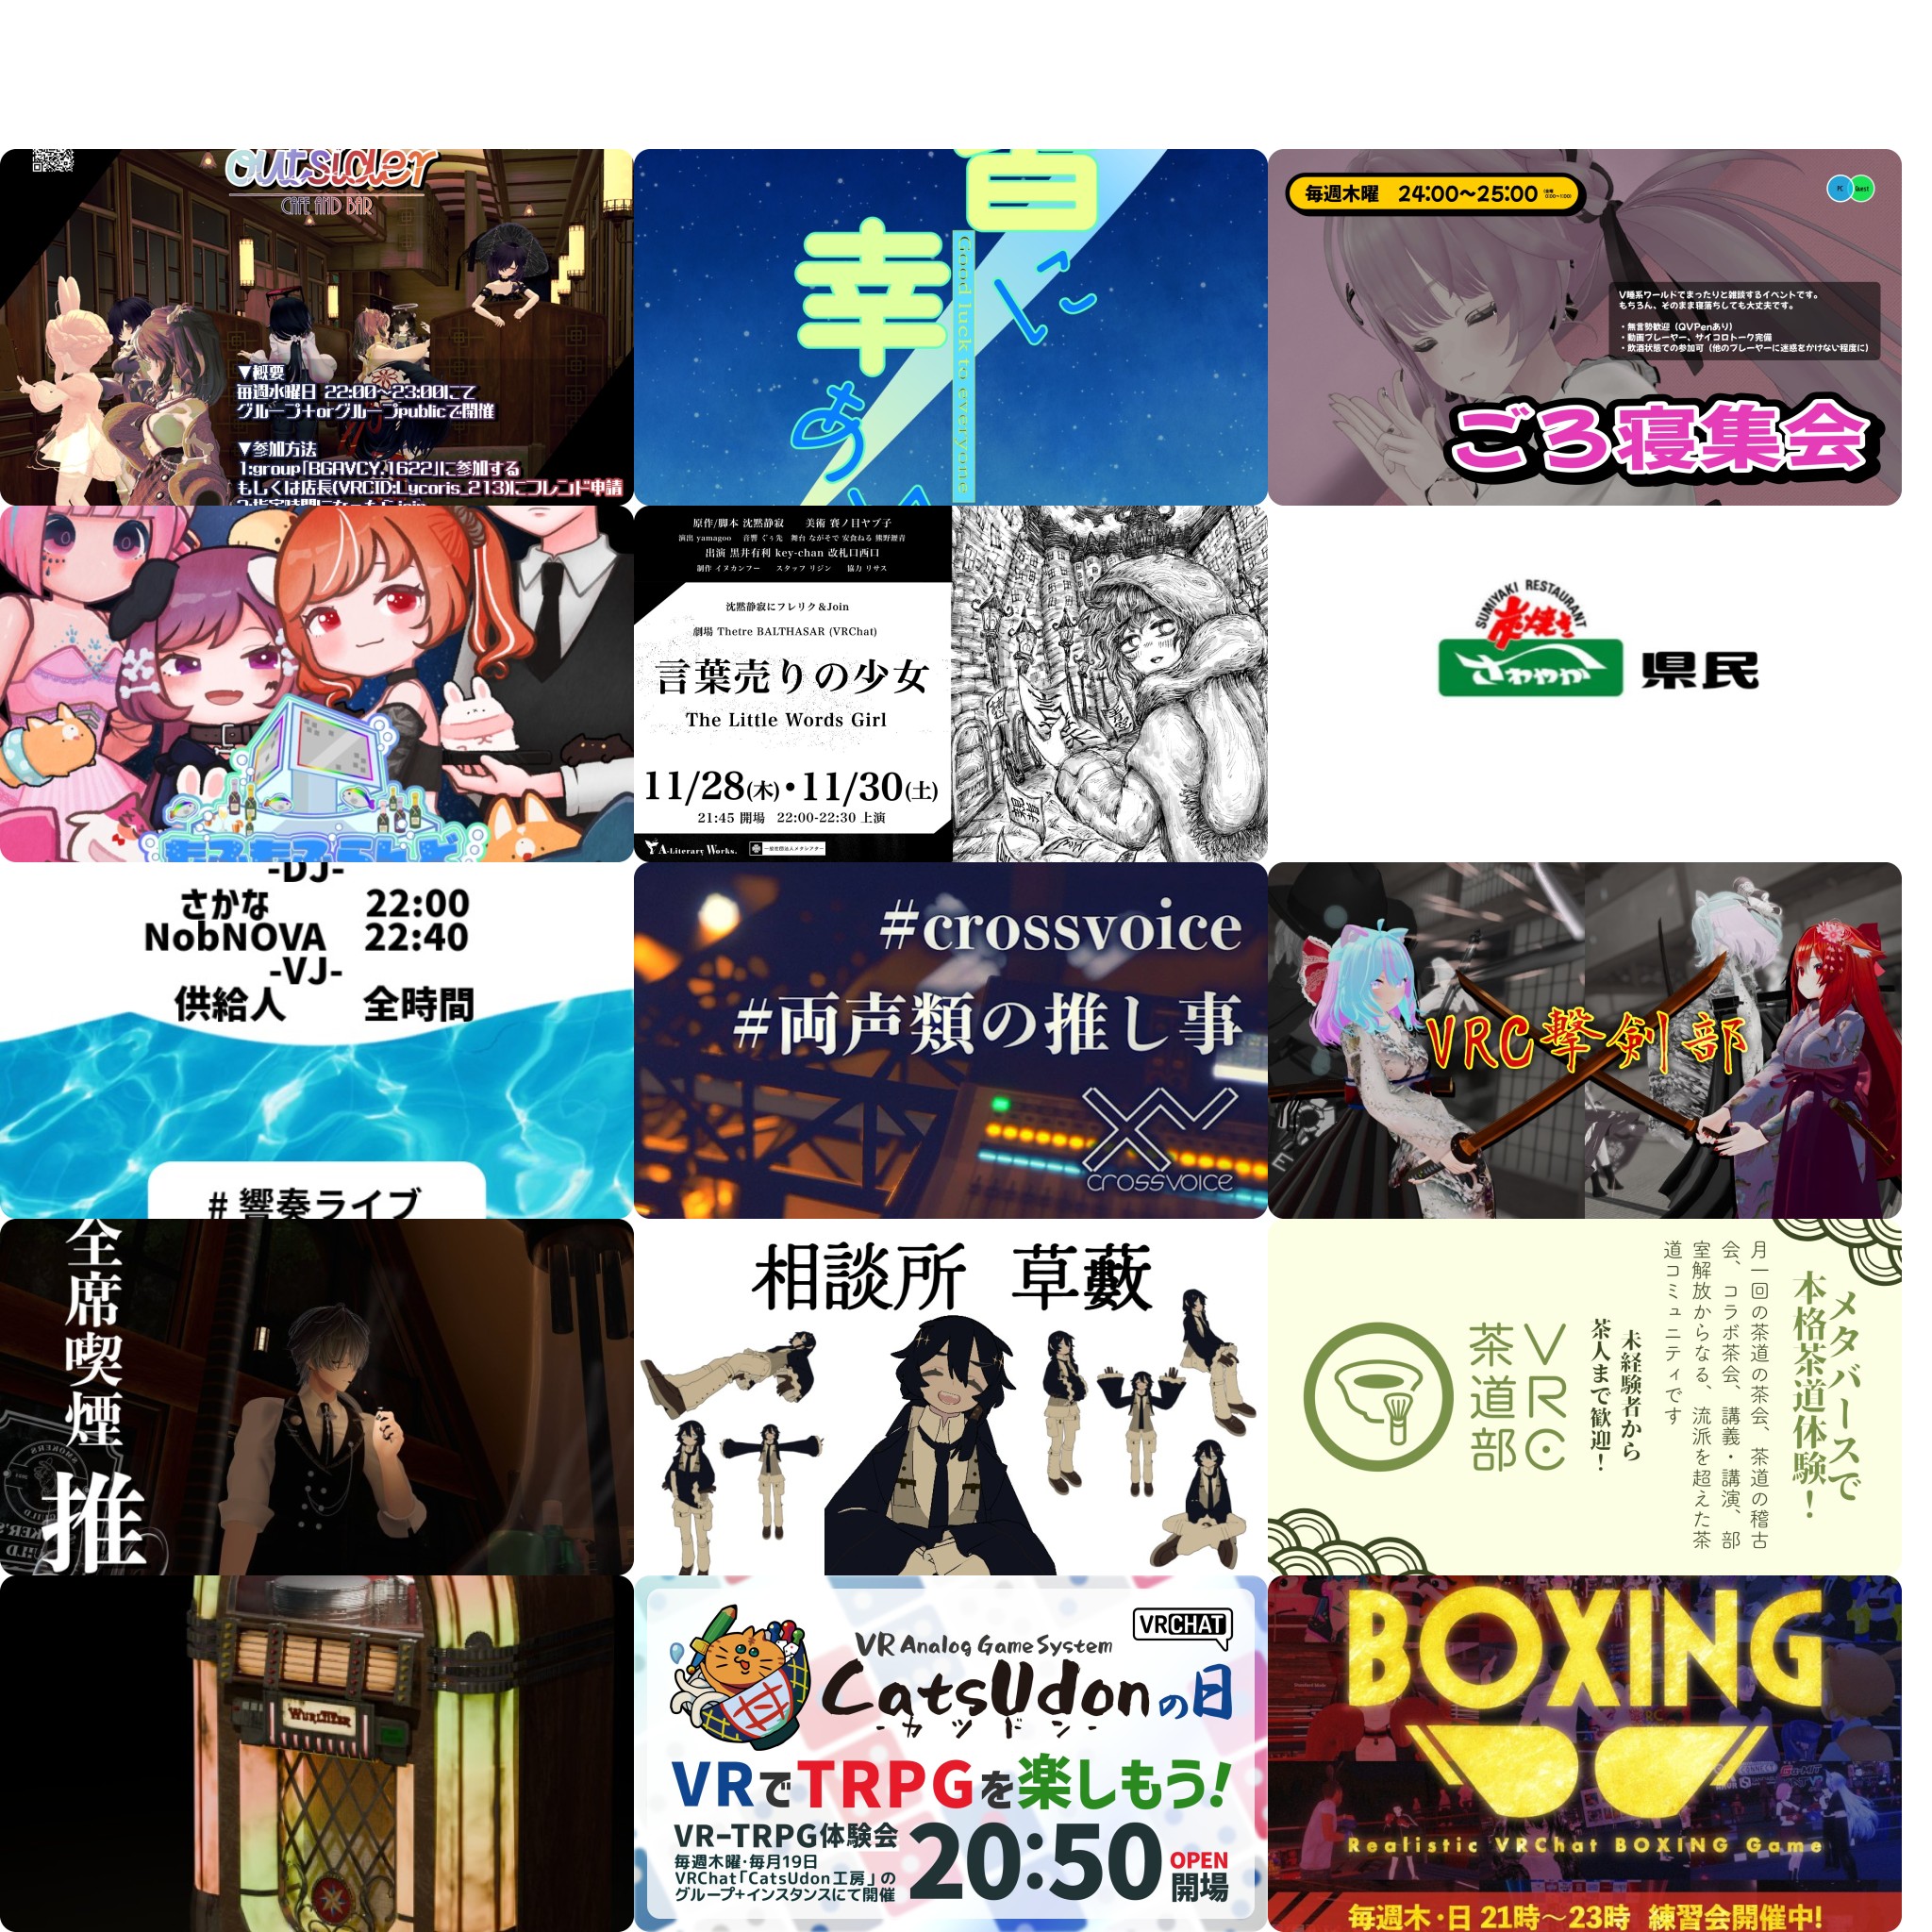 outsider
CAFE AND BAR
▼概要
毎週水曜日 22:00~23:00にて
グループ+orグループpublicで開催
▼参加方法
1:group「BGAVCY.1622」に参加する
もしくは店長(VRCID:Lycoris_213)にフレンド申請
に
幸
あ
Good luck to everyone
毎週木曜 24:00~25:00
PC
Quest
V睡系ワールドでまったりと雑談するイベントです。
もちろん、そのまま寝落ちしても大丈夫です。
・無言勢歓迎(QVPenあり)
・動画プレーヤー、サイコロトーク完備
・飲酒状態での参加可(他のプレーヤーに迷惑をかけない程度に)
ごろ寝集会
原作/脚本 沈黙静寂 美術 賽ノ目ヤブ子
演出 yamagoo 音響 ぐぅ先 舞台 ながそで 安食ねる 熊野鯉青
出演 黒井有利 key-chan 改札口西口
制作 イヌカンフー スタッフ リジン 協力 リサス
沈黙静寂にフレリク&Join
劇場 Thetre BALTHASAR (VRChat)
言葉売りの少女
The Little Words Girl
11/28(木)・11/30(土)
21:45 開場 22:00-22:30 上演
A-Literary Works.
一般社団法人メタシアター
SUMIYAKI RESTAURANT
炭焼き
さわやか 県民
-DJ-
さかな 22:00
NobNOVA 22:40
-VJ-
供給人 全時間
#響奏ライブ
#crossvoice
#両声類の推し事
crossvoice
VRC撃剣部
全席喫煙
推
相談所 草藪
メタバースで
本格茶道体験!
月一回の茶道の茶会、茶道の稽古
会、コラボ茶会、講義・講演、部
室解放からなる、流派を超えた茶
道コミュニティです
未経験者から
茶人まで歓迎!
VRC
茶道部
WURLITZER
VRCHAT
VR Analog Game System
CatsUdonの日
-カツドン-
VRでTRPGを楽しもう!
VR-TRPG体験会
毎週木曜・毎月19日
VRChat「CatsUdon工房」の
グループ+インスタンスにて開催
20:50
OPEN
開場
BOXING
Realistic VRChat BOXING Game
毎週木・日 21時~23時 練習会開催中!